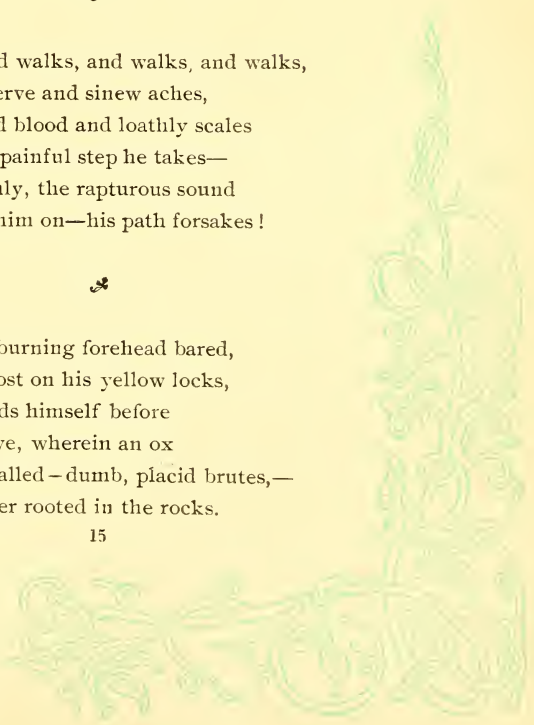 d walks, and walks, and walks,
erve and sinew aches,
l blood and loathly scales
painful step he takes—
ly, the rapturous sound
him on—his path forsakes!
burning forehead bared,
ost on his yellow locks,
ds himself before
ve, wherein an ox
alled – dumb, placid brutes,—
er rooted in the rocks.
15